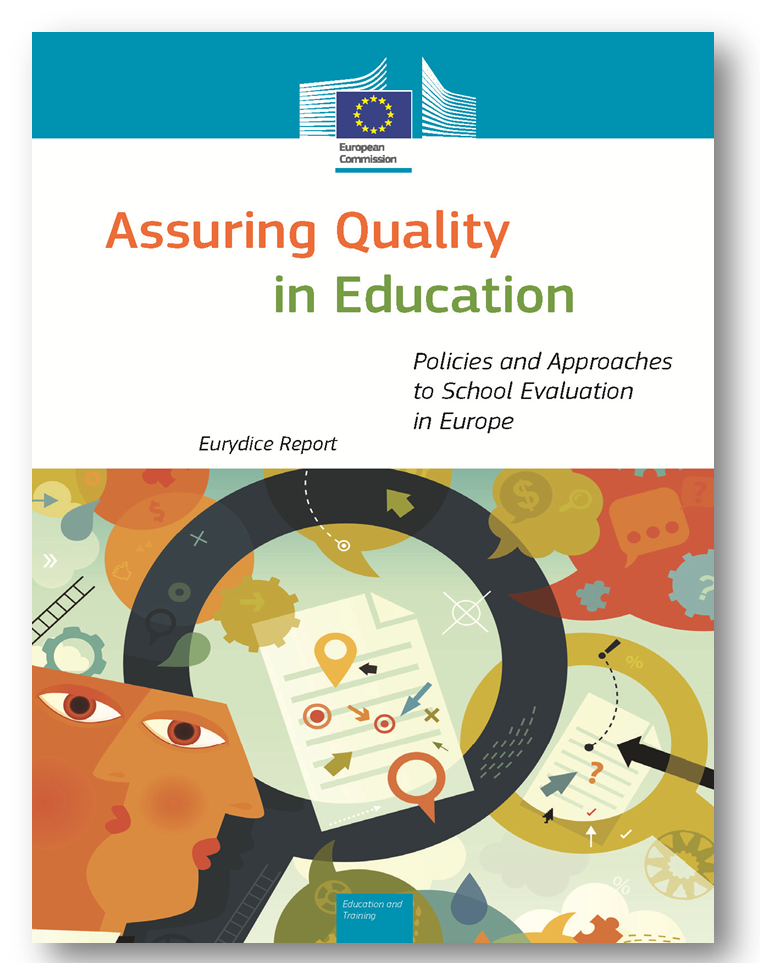 European
Commission
Assuring Quality
in Education
Policies and Approaches
to School Evaluation
in Europe
Eurydice Report
$
$
?
?
%
?
%
Education and
Training